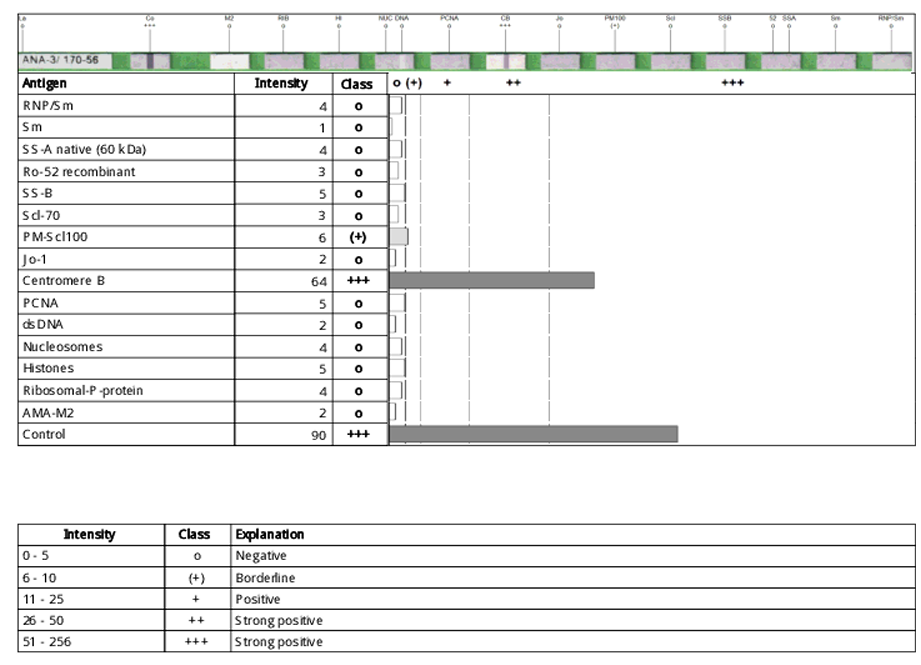 Lo Co M2 RIB HI NUC DNA PCNA CB Jo PM100 Scl SSB 52 SSA Sm RNP/Sm
o +++ o o o o o o +++ o (+) o o o o o o
ANA-3/ 170-56
Antigen Intensity Class o (+) + ++ +++
RNP/Sm 4 o
Sm 1 o
SS-A native (60 kDa) 4 o
Ro-52 recombinant 3 o
SS-B 5 o
Scl-70 3 o
PM-Scl100 6 (+)
Jo-1 2 o
Centromere B 64 +++
PCNA 5 o
dsDNA 2 o
Nucleosomes 4 o
Histones 5 o
Ribosomal-P-protein 4 o
AMA-M2 2 o
Control 90 +++
Intensity Class Explanation
0 - 5 o Negative
6 - 10 (+) Borderline
11 - 25 + Positive
26 - 50 ++ Strong positive
51 - 256 +++ Strong positive